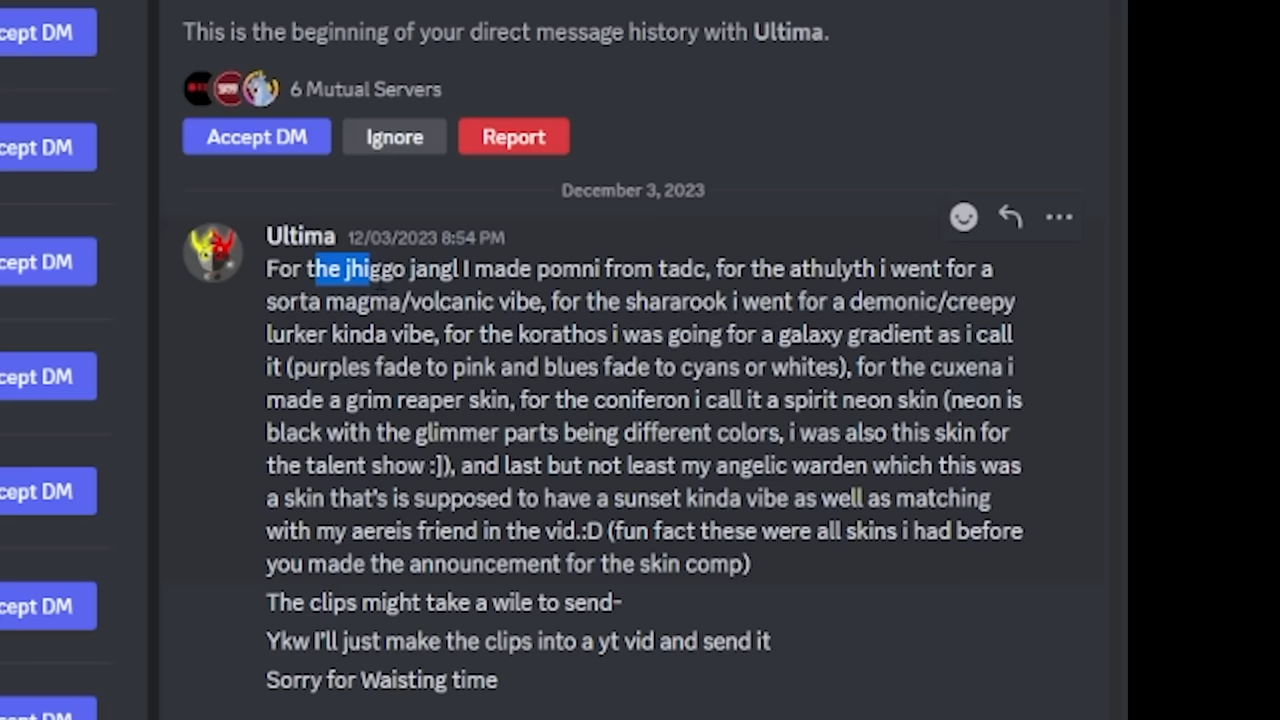 This is the beginning of your direct message history with Ultima.
cept DM
6 Mutual Servers
Accept DM Ignore Report
cept DM
December 3, 2023
Ultima 12/03/2023 8:54 PM
cept DM
For the jhiggo jangl I made pomni from tadc, for the athulyth i went for a
sorta magma/volcanic vibe, for the shararook i went for a demonic/creepy
lurker kinda vibe, for the korathos i was going for a galaxy gradient as i call
it (purples fade to pink and blues fade to cyans or whites), for the cuxena i
cept DM
made a grim reaper skin, for the coniferon i call it a spirit neon skin (neon is
black with the glimmer parts being different colors, i was also this skin for
the talent show :]), and last but not least my angelic warden which this was
cept DM
a skin that's is supposed to have a sunset kinda vibe as well as matching
with my aereis friend in the vid.:D (fun fact these were all skins i had before
you made the announcement for the skin comp)
The clips might take a wile to send-
cept DM
Ykw I'll just make the clips into a yt vid and send it
Sorry for Waisting time
cept DM